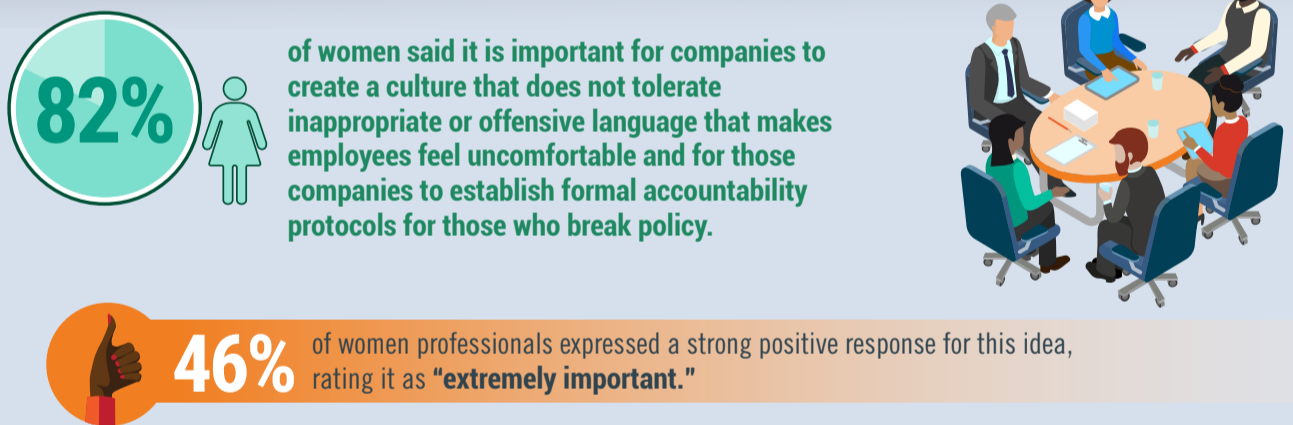 82%
of women said it is important for companies to
create a culture that does not tolerate
inappropriate or offensive language that makes
employees feel uncomfortable and for those
companies to establish formal accountability
protocols for those who break policy.
46%
of women professionals expressed a strong positive response for this idea,
rating it as “extremely important.”